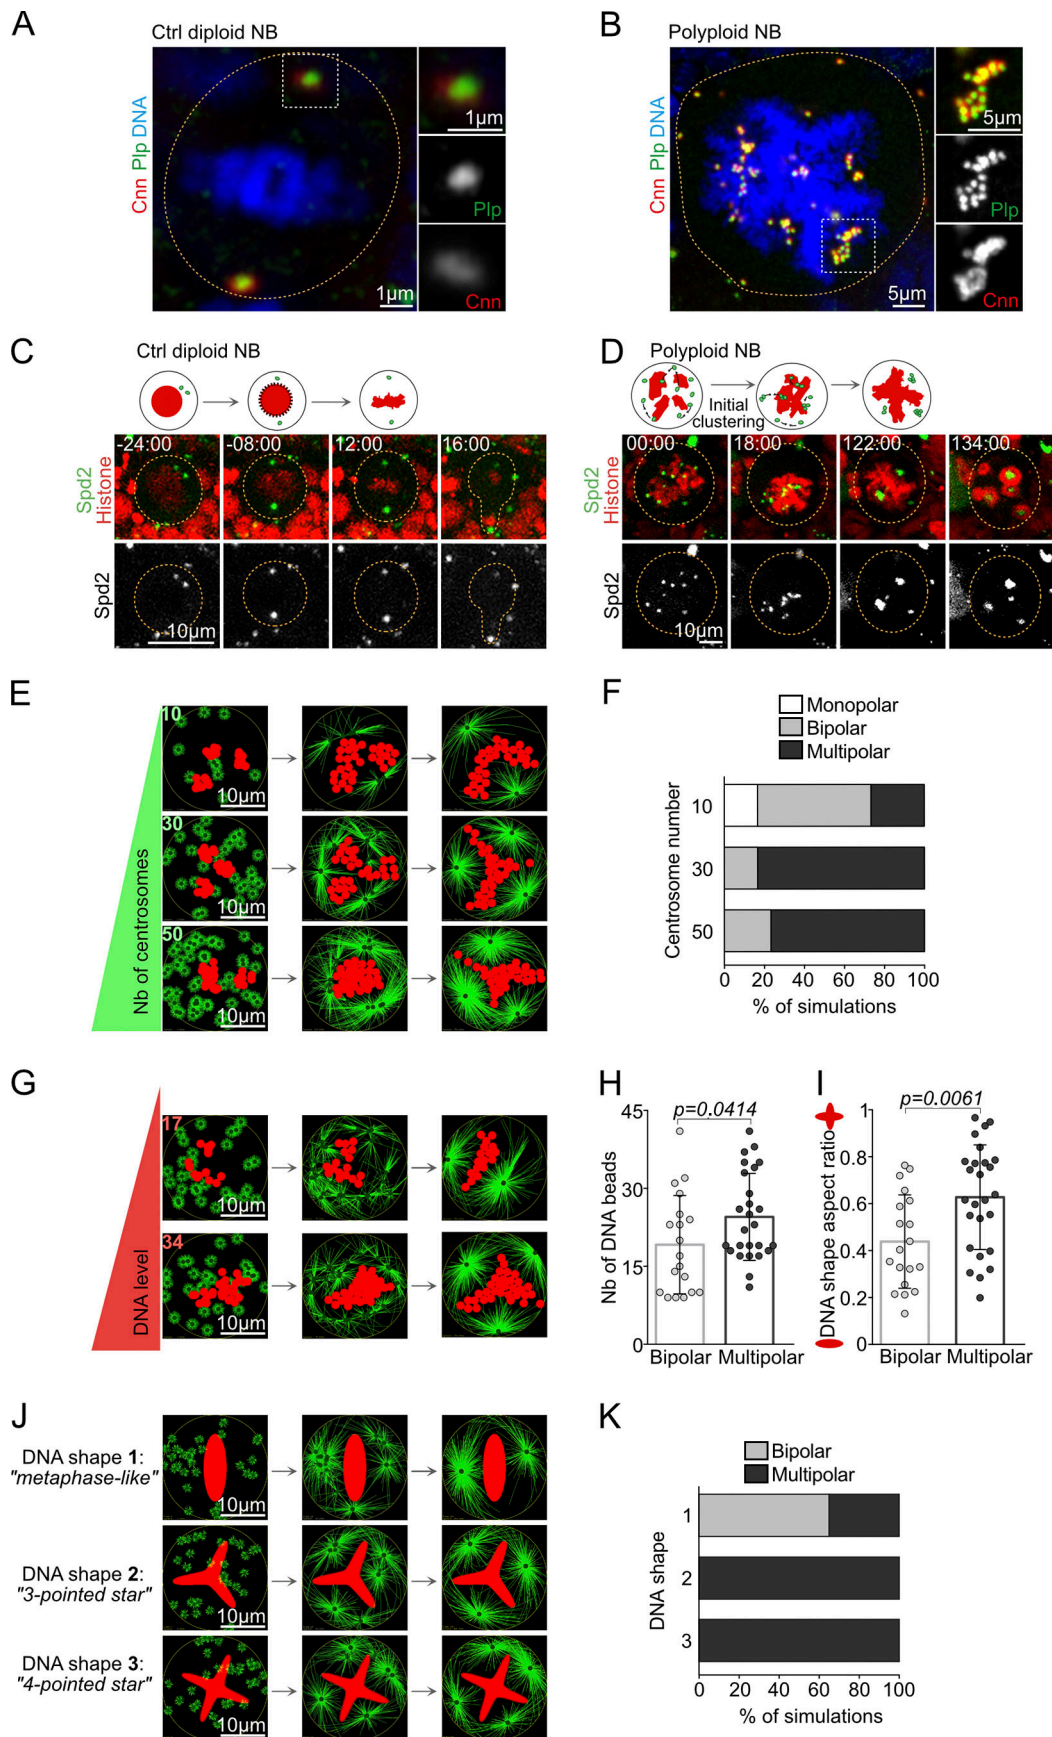 A
Ctrl diploid NB
Cnn Plp DNA
1µm
1µm
Plp
Cnn
B
Polyploid NB
Cnn Plp DNA
5µm
5µm
Plp
Cnn
C
Ctrl diploid NB
-24:00
-08:00
12:00
16:00
Spd2
Histone
Spd2
10µm
D
Polyploid NB
Initial
clustering
00:00
18:00
122:00
134:00
Spd2
Histone
Spd2
10µm
E
Nb of centrosomes
10
10µm
30
10µm
50
10µm
F
Monopolar
Bipolar
Multipolar
Centrosome number
10
30
50
0 20 40 60 80 100
% of simulations
G
DNA level
17
10µm
34
10µm
H
p=0.0414
Nb of DNA beads
45
30
15
0
Bipolar Multipolar
I
p=0.0061
DNA shape aspect ratio
1
0.8
0.6
0.4
0.2
0
Bipolar Multipolar
J
DNA shape 1:
"metaphase-like"
10µm
DNA shape 2:
"3-pointed star"
10µm
DNA shape 3:
"4-pointed star"
10µm
K
Bipolar
Multipolar
DNA shape
1
2
3
0 20 40 60 80 100
% of simulations